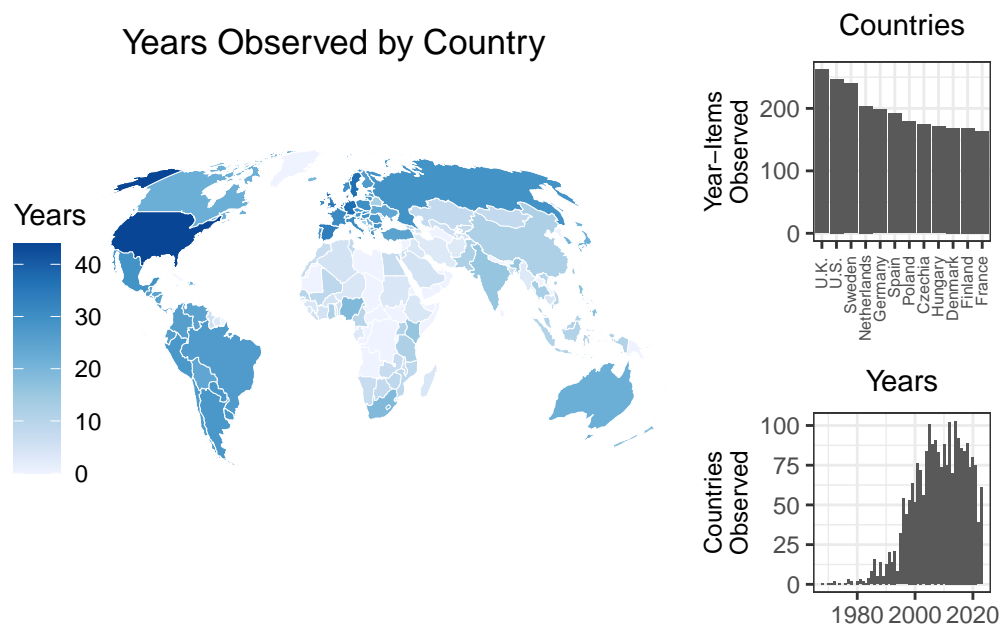 Years Observed by Country
Years
40
30
20
10
0
Countries
Year−Items
Observed
200
100
0
U.K.
U.S.
Sweden
Netherlands
Germany
Spain
Poland
Czechia
Hungary
Denmark
Finland
France
Years
Countries
Observed
100
75
50
25
0
1980 2000 2020